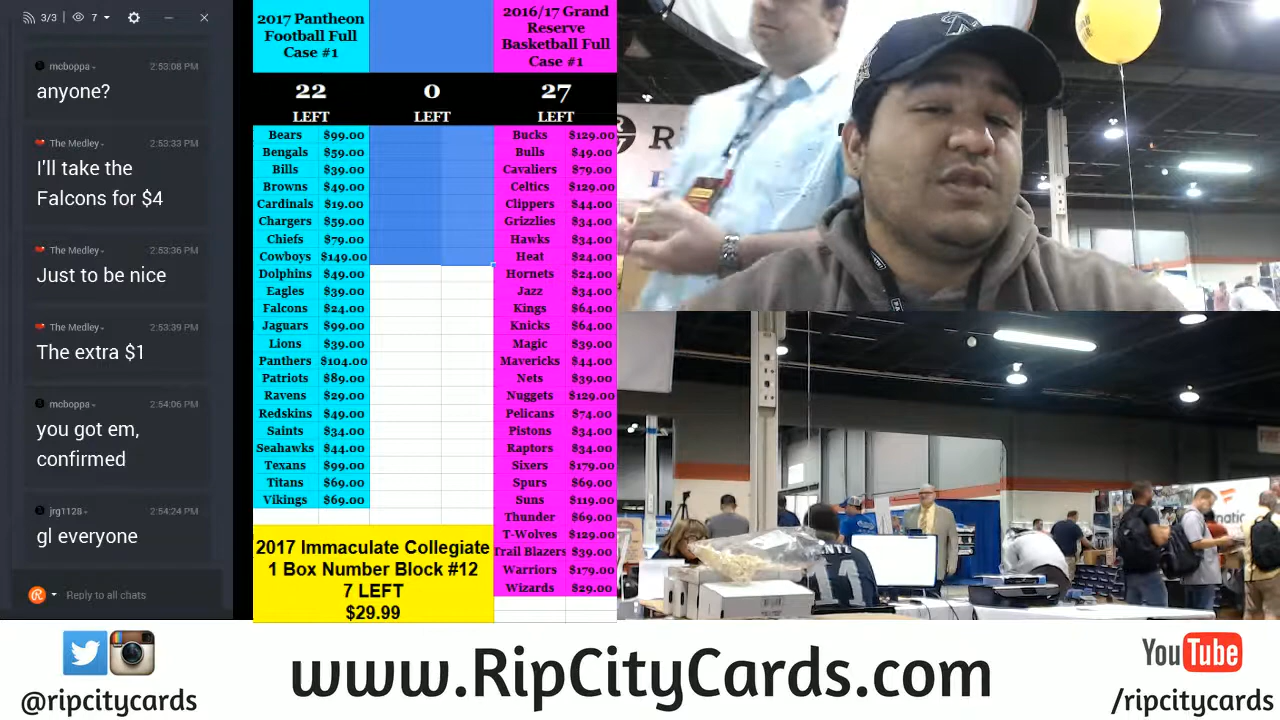 3/3 7
mcboppa 2:53:08 PM
anyone?
The Medley 2:53:33 PM
I'll take the
Falcons for $4
The Medley 2:53:36 PM
Just to be nice
The Medley 2:53:39 PM
The extra $1
mcboppa 2:54:06 PM
you got em,
confirmed
jrg1128 2:54:24 PM
gl everyone
Reply to all chats
2017 Pantheon
Football Full
Case #1
22
LEFT
Bears $99.00
Bengals $59.00
Bills $39.00
Browns $49.00
Cardinals $19.00
Chargers $59.00
Chiefs $79.00
Cowboys $149.00
Dolphins $49.00
Eagles $39.00
Falcons $24.00
Jaguars $99.00
Lions $39.00
Panthers $104.00
Patriots $89.00
Ravens $29.00
Redskins $49.00
Saints $34.00
Seahawks $44.00
Texans $99.00
Titans $69.00
Vikings $69.00
0
LEFT
2016/17 Grand
Reserve
Basketball Full
Case #1
27
LEFT
Bucks $129.00
Bulls $49.00
Cavaliers $79.00
Celtics $129.00
Clippers $44.00
Grizzlies $34.00
Hawks $34.00
Heat $24.00
Hornets $24.00
Jazz $34.00
Kings $64.00
Knicks $64.00
Magic $39.00
Mavericks $44.00
Nets $39.00
Nuggets $129.00
Pelicans $74.00
Pistons $34.00
Raptors $34.00
Sixers $179.00
Spurs $69.00
Suns $119.00
Thunder $69.00
T-Wolves $129.00
Trail Blazers $39.00
Warriors $179.00
Wizards $29.00
2017 Immaculate Collegiate
1 Box Number Block #12
7 LEFT
$29.99
11
@ripcitycards
www.RipCityCards.com
YouTube
/ripcitycards